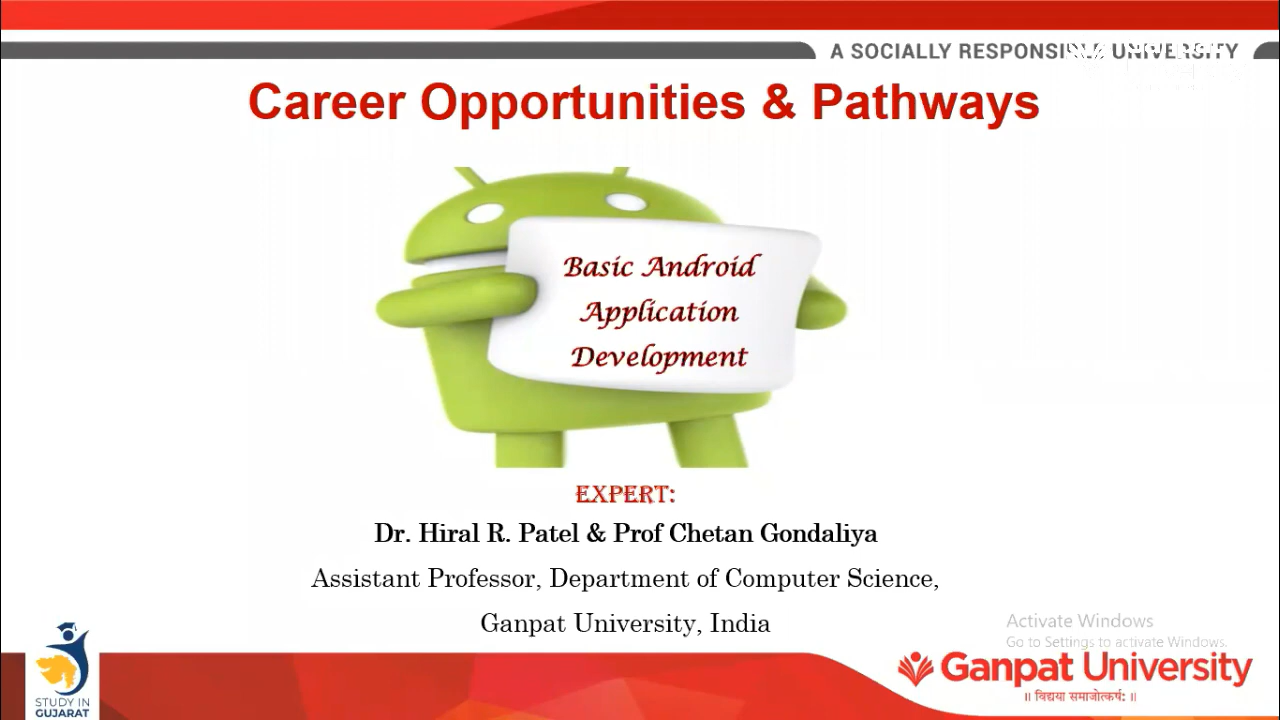 A SOCIALLY RESPONSIBLE UNIVERSITY
Career Opportunities & Pathways
Basic Android
Application
Development
EXPERT:
Dr. Hiral R. Patel & Prof Chetan Gondaliya
Assistant Professor, Department of Computer Science,
Ganpat University, India
Activate Windows
Go to Settings to activate Windows.
Ganpat University
॥ विद्यया समाजोत्कर्षः ॥
STUDY IN
GUJARAT